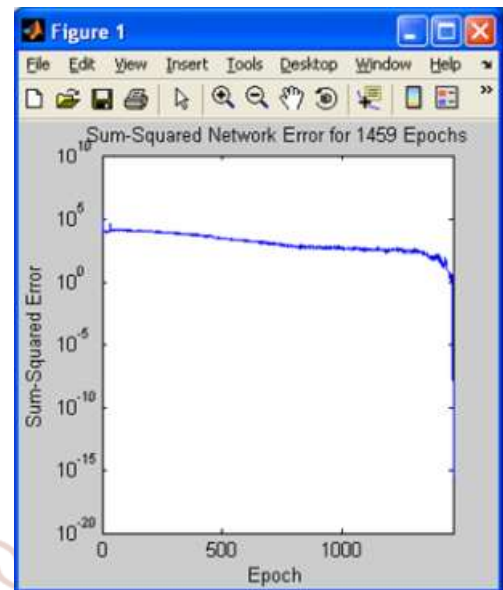 Figure 1
File Edit View Insert Tools Desktop Window Help
Sum-Squared Network Error for 1459 Epochs
10^10
10^5
10^0
10^-5
10^-10
10^-15
10^-20
Sum-Squared Error
0 500 1000
Epoch